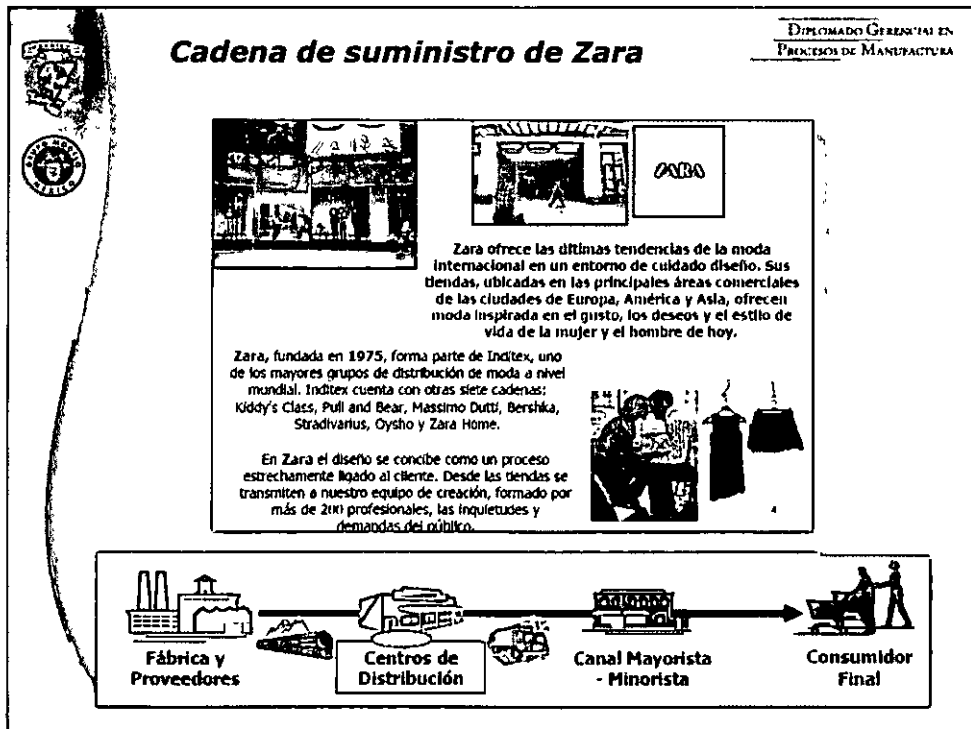 Cadena de suministro de Zara
DIPLOMADO GERENCIAL EN
PROCESOS DE MANUFACTURA
GRUPO MODELO
MEXICO
ZARA
ZARA
Zara ofrece las últimas tendencias de la moda
internacional en un entorno de cuidado diseño. Sus
tiendas, ubicadas en las principales áreas comerciales
de las ciudades de Europa, América y Asia, ofrecen
moda inspirada en el gusto, los deseos y el estilo de
vida de la mujer y el hombre de hoy.
Zara, fundada en 1975, forma parte de Inditex, uno
de los mayores grupos de distribución de moda a nivel
mundial. Inditex cuenta con otras siete cadenas:
Kiddy's Class, Pull and Bear, Massimo Dutti, Bershka,
Stradivarius, Oysho y Zara Home.
En Zara el diseño se concibe como un proceso
estrechamente ligado al cliente. Desde las tiendas se
transmiten a nuestro equipo de creación, formado por
más de 200 profesionales, las inquietudes y
demandas del público.
4
Fábrica y
Proveedores
Centros de
Distribución
Canal Mayorista
- Minorista
Consumidor
Final